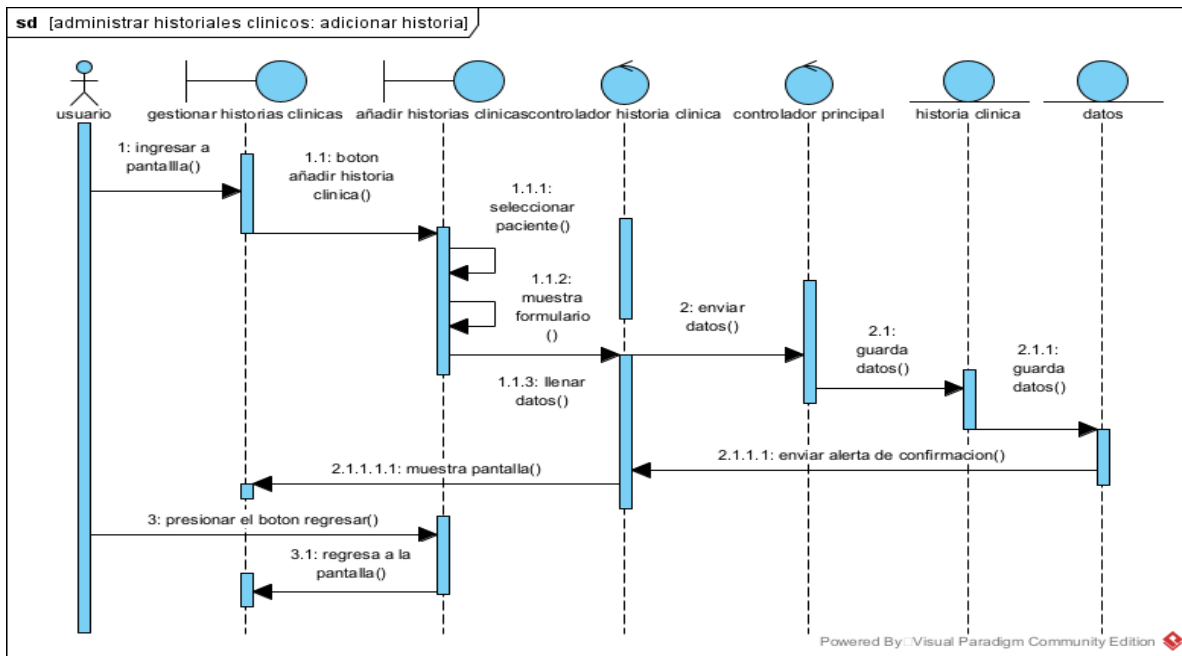 sd [administrar historiales clinicos: adicionar historia]
usuario
gestionar historias clinicas
añadir historias clinicas
controlador historia clinica
controlador principal
historia clinica
datos
1: ingresar a
pantallla()
1.1: boton
añadir historia
clinica()
1.1.1:
seleccionar
paciente()
1.1.2:
muestra
formulario
()
1.1.3: llenar
datos()
2: enviar
datos()
2.1:
guarda
datos()
2.1.1:
guarda
datos()
2.1.1.1: enviar alerta de confirmacion()
2.1.1.1.1: muestra pantalla()
3: presionar el boton regresar()
3.1: regresa a la
pantalla()
Powered By Visual Paradigm Community Edition